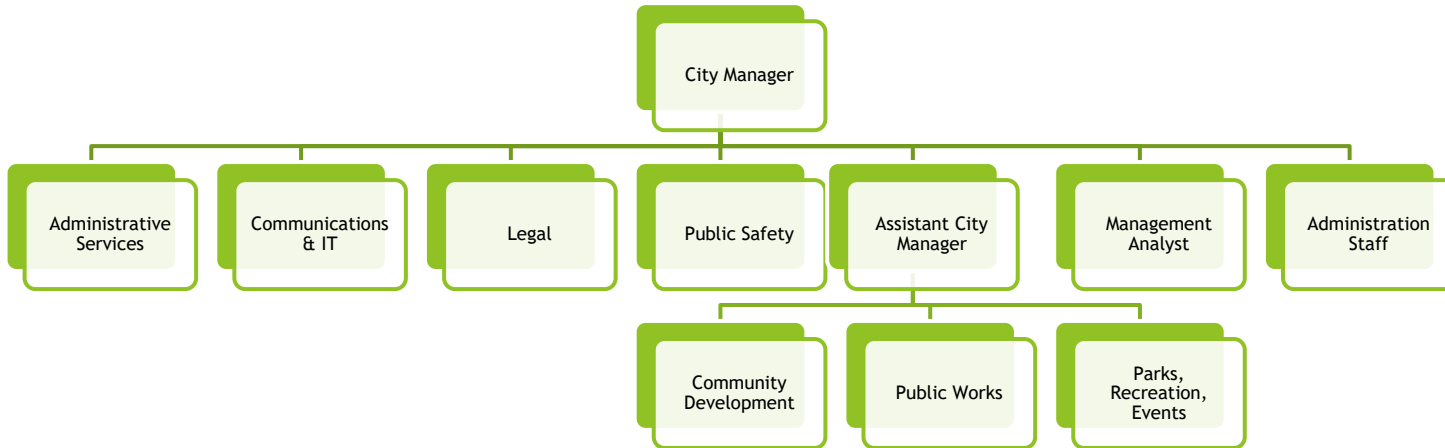 City Manager
Administrative
Services
Communications
& IT
Legal
Public Safety
Assistant City
Manager
Management
Analyst
Administration
Staff
Community
Development
Public Works
Parks,
Recreation,
Events